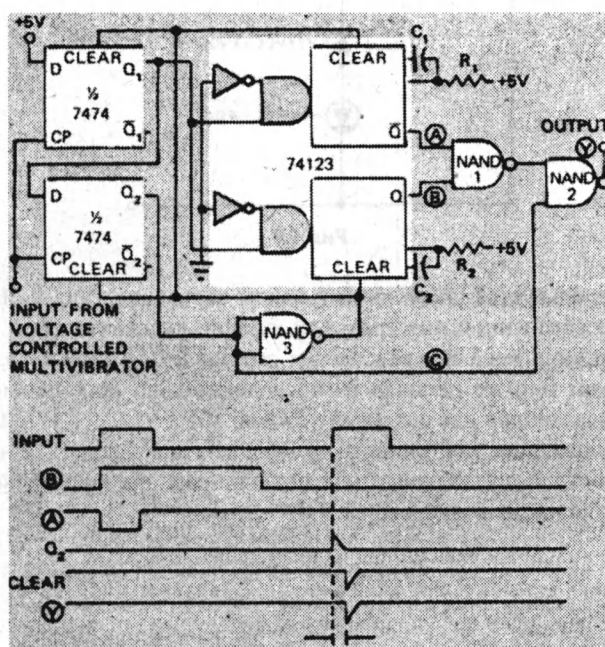 +5V
CLEAR
D
Q1
½
7474
Q̄1
CP
D
Q2
½
7474
Q̄2
CP
CLEAR
INPUT FROM
VOLTAGE
CONTROLLED
MULTIVIBRATOR
CLEAR
C1
R1
+5V
Q̄
A
74123
Q
B
CLEAR
+5V
R2
C2
NAND
1
OUTPUT
Y
NAND
2
NAND
3
C
INPUT
B
A
Q2
CLEAR
Y